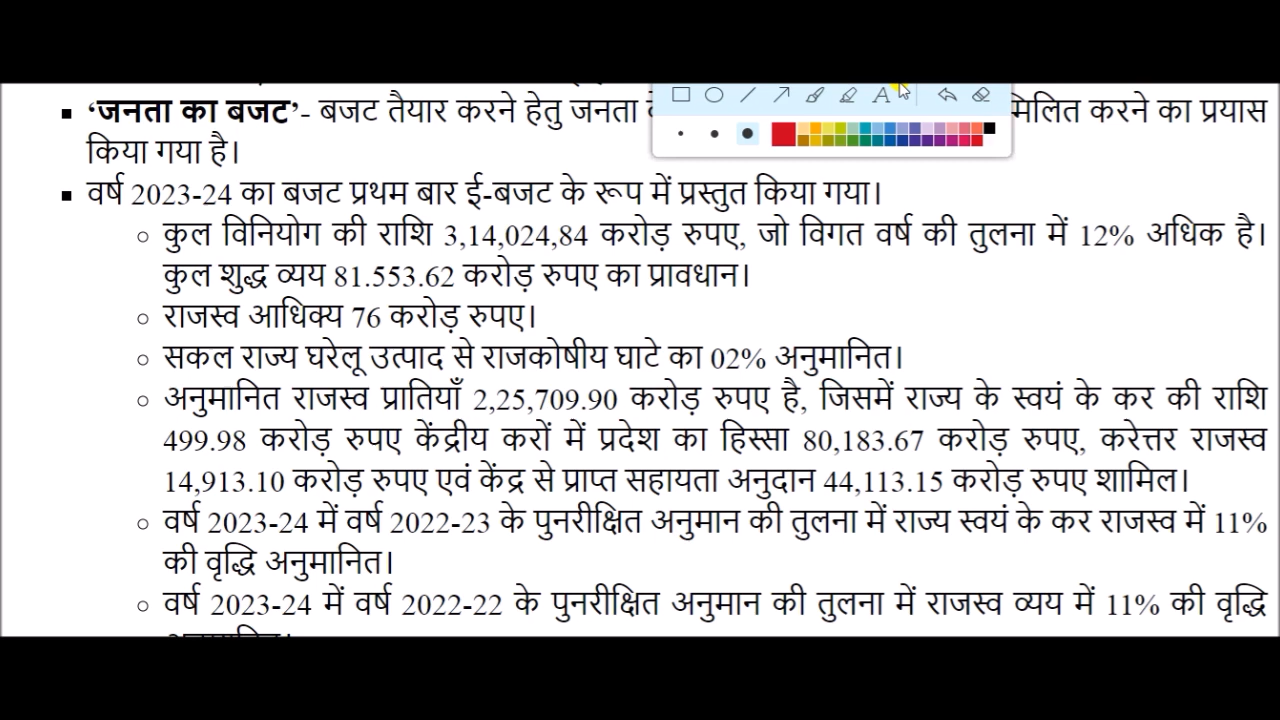 ‘जनता का बजट’- बजट तैयार करने हेतु जनता मिलित करने का प्रयास
किया गया है।
वर्ष 2023-24 का बजट प्रथम बार ई-बजट के रूप में प्रस्तुत किया गया।
कुल विनियोग की राशि 3,14,024,84 करोड़ रुपए, जो विगत वर्ष की तुलना में 12% अधिक है।
कुल शुद्ध व्यय 81.553.62 करोड़ रुपए का प्रावधान।
राजस्व आधिक्य 76 करोड़ रुपए।
सकल राज्य घरेलू उत्पाद से राजकोषीय घाटे का 02% अनुमानित।
अनुमानित राजस्व प्रातियाँ 2,25,709.90 करोड़ रुपए है, जिसमें राज्य के स्वयं के कर की राशि
499.98 करोड़ रुपए केंद्रीय करों में प्रदेश का हिस्सा 80,183.67 करोड़ रुपए, करेत्तर राजस्व
14,913.10 करोड़ रुपए एवं केंद्र से प्राप्त सहायता अनुदान 44,113.15 करोड़ रुपए शामिल।
वर्ष 2023-24 में वर्ष 2022-23 के पुनरीक्षित अनुमान की तुलना में राज्य स्वयं के कर राजस्व में 11%
की वृद्धि अनुमानित।
वर्ष 2023-24 में वर्ष 2022-22 के पुनरीक्षित अनुमान की तुलना में राजस्व व्यय में 11% की वृद्धि